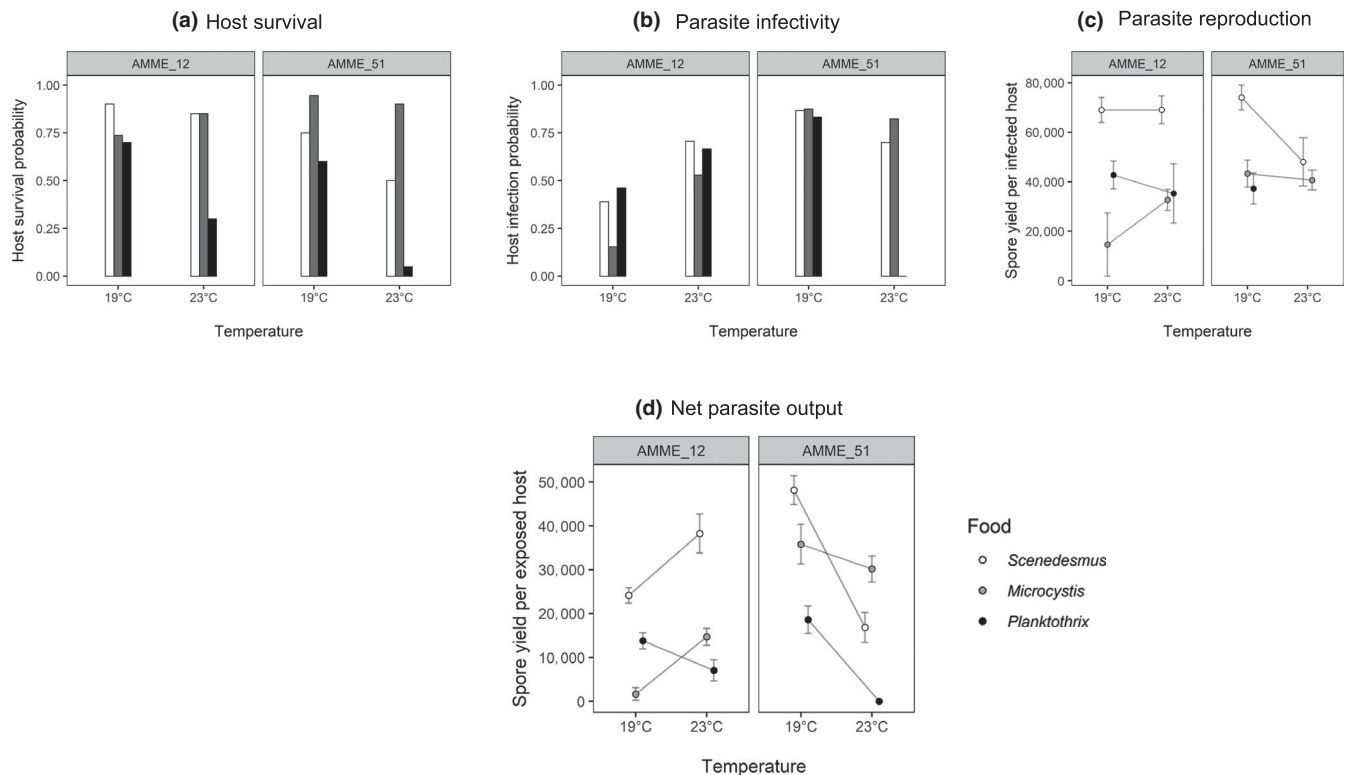 (a) Host survival
AMME_12
AMME_51
Host survival probability
1.00
0.75
0.50
0.25
0.00
19°C
23°C
19°C
23°C
Temperature
(b) Parasite infectivity
AMME_12
AMME_51
Host infection probability
1.00
0.75
0.50
0.25
0.00
19°C
23°C
19°C
23°C
Temperature
(c) Parasite reproduction
AMME_12
AMME_51
Spore yield per infected host
80,000
60,000
40,000
20,000
0
19°C
23°C
19°C
23°C
Temperature
(d) Net parasite output
AMME_12
AMME_51
Spore yield per exposed host
50,000
40,000
30,000
20,000
10,000
0
19°C
23°C
19°C
23°C
Temperature
Food
Scenedesmus
Microcystis
Planktothrix